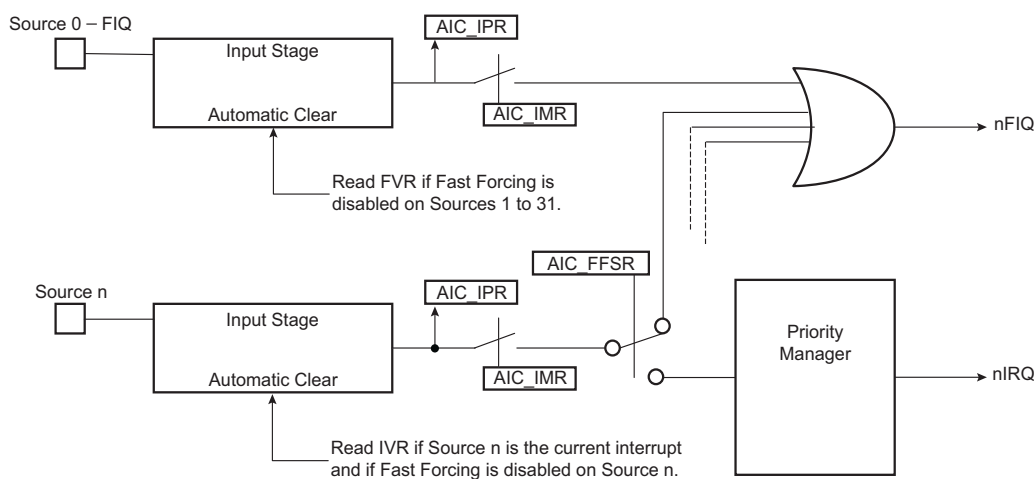 Source 0 – FIQ
AIC_IPR
Input Stage
Automatic Clear
AIC_IMR
nFIQ
Read FVR if Fast Forcing is
disabled on Sources 1 to 31.
AIC_FFSR
Source n
AIC_IPR
Input Stage
Priority
Manager
Automatic Clear
AIC_IMR
nIRQ
Read IVR if Source n is the current interrupt
and if Fast Forcing is disabled on Source n.